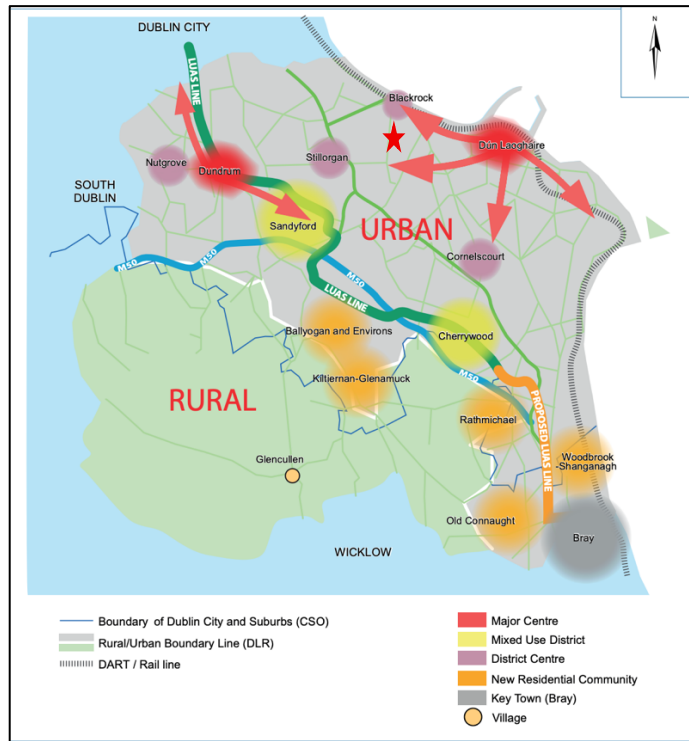 DUBLIN CITY
N
LUAS LINE
Blackrock
Dún Laoghaire
Nutgrove
Dundrum
Stillorgan
SOUTH
DUBLIN
Sandyford
URBAN
Cornelscourt
M50
M50
M50
LUAS LINE
Ballyogan and Environs
Cherrywood
Kiltiernan-Glenamuck
M50
RURAL
Rathmichael
PROPOSED LUAS LINE
Glencullen
Woodbrook
-Shanganagh
Old Connaught
Bray
WICKLOW
Boundary of Dublin City and Suburbs (CSO)
Rural/Urban Boundary Line (DLR)
DART / Rail line
Major Centre
Mixed Use District
District Centre
New Residential Community
Key Town (Bray)
Village